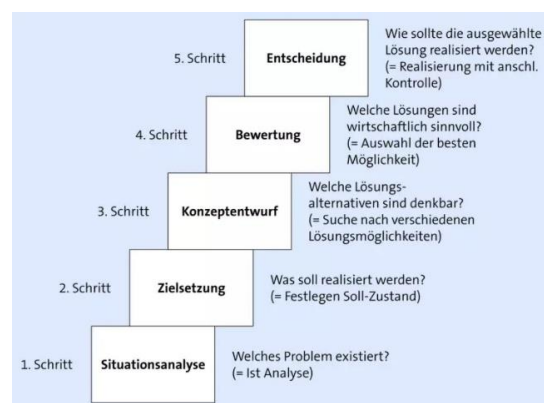 5. Schritt
Entscheidung
Wie sollte die ausgewählte
Lösung realisiert werden?
(= Realisierung mit anschl.
Kontrolle)
4. Schritt
Bewertung
Welche Lösungen sind
wirtschaftlich sinnvoll?
(= Auswahl der besten
Möglichkeit)
3. Schritt
Konzeptentwurf
Welche Lösungs-
alternativen sind denkbar?
(= Suche nach verschiedenen
Lösungsmöglichkeiten)
2. Schritt
Zielsetzung
Was soll realisiert werden?
(= Festlegen Soll-Zustand)
1. Schritt
Situationsanalyse
Welches Problem existiert?
(= Ist Analyse)